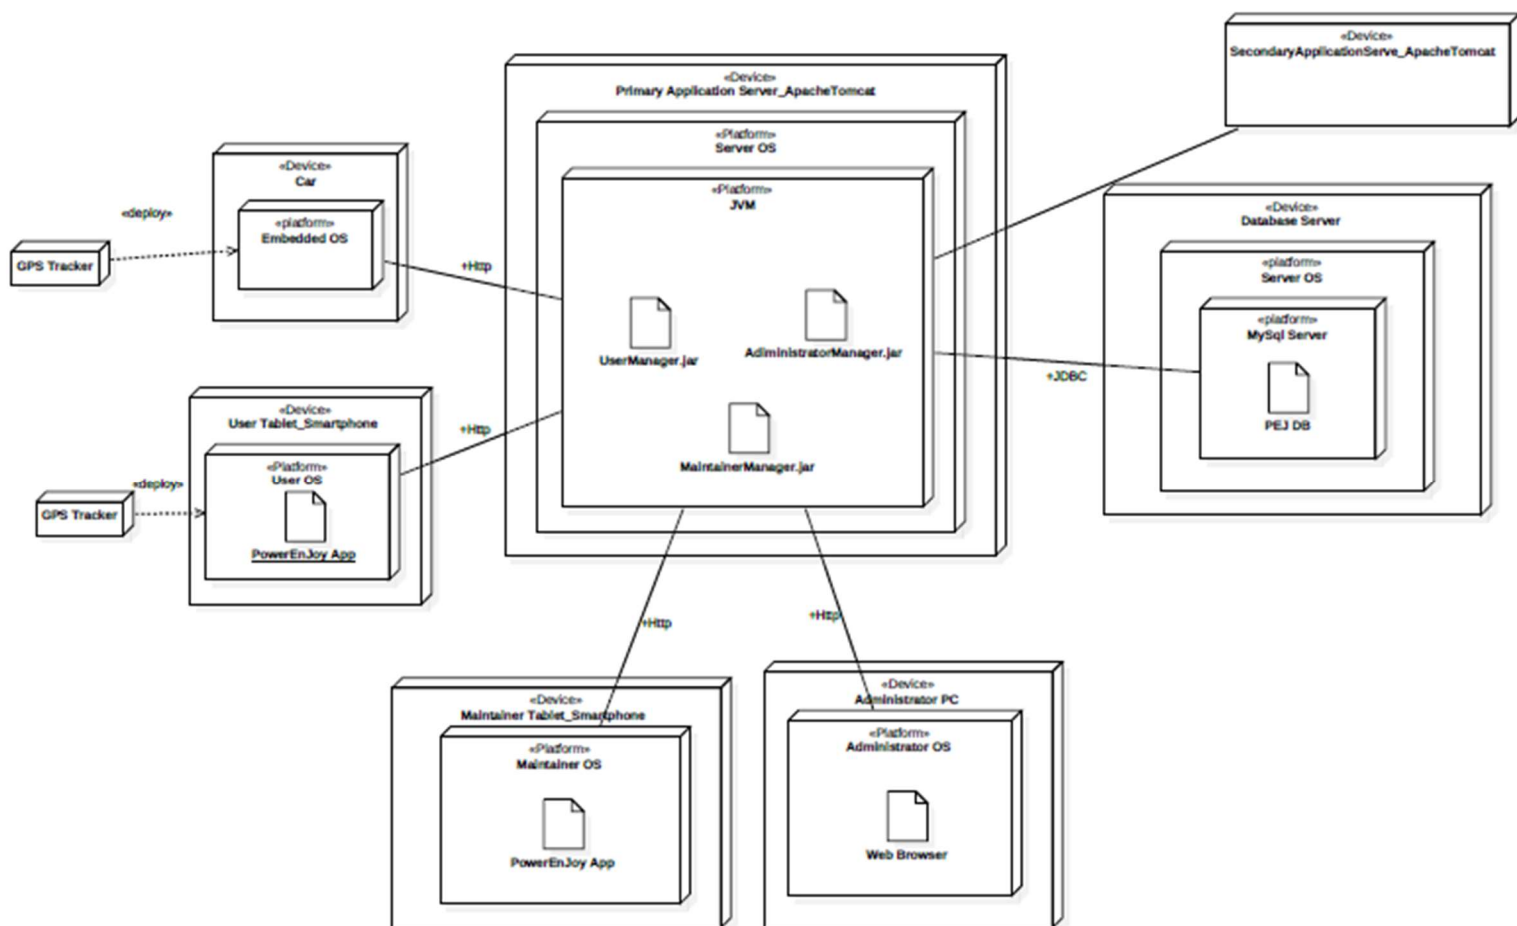 «Device»
SecondaryApplicationServe_ApacheTomcat
«Device»
Primary Application Server_ApacheTomcat
«Platform»
Server OS
«Platform»
JVM
UserManager.jar
AdiministratorManager.jar
MaintainerManager.jar
«Device»
Car
«platform»
Embedded OS
«deploy»
GPS Tracker
+Http
«Device»
Database Server
«platform»
Server OS
«platform»
MySql Server
PEJ DB
+JDBC
«Device»
User Tablet_Smartphone
«Platform»
User OS
PowerEnJoy App
«deploy»
GPS Tracker
+Http
+Http
+Http
«Device»
Maintainer Tablet_Smartphone
«Platform»
Maintainer OS
PowerEnJoy App
«Device»
Administrator PC
«Platform»
Administrator OS
Web Browser